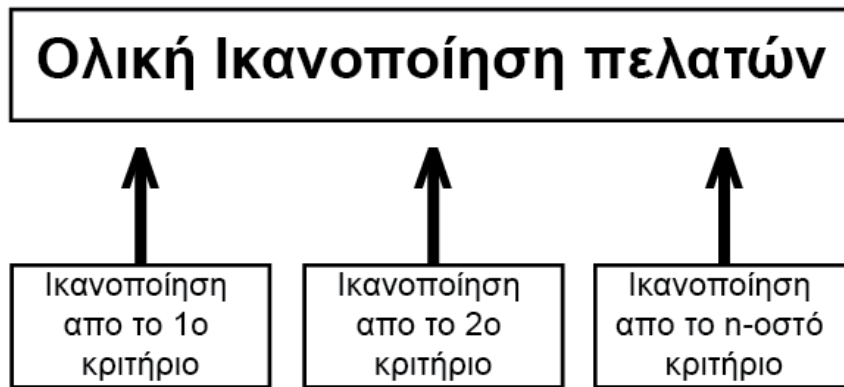 Ολική Ικανοποίηση πελατών
Ικανοποίηση
απο το 1ο
κριτήριο
Ικανοποίηση
απο το 2ο
κριτήριο
Ικανοποίηση
απο το n-οστό
κριτήριο